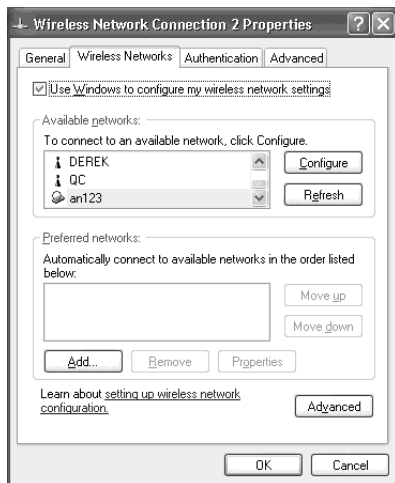 Wireless Network Connection 2 Properties
General Wireless Networks Authentication Advanced
Use Windows to configure my wireless network settings
Available networks:
To connect to an available network, click Configure.
DEREK
QC
an123
Configure
Refresh
Preferred networks:
Automatically connect to available networks in the order listed
below:
Move up
Move down
Add... Remove Properties
Learn about setting up wireless network
configuration.
Advanced
OK Cancel